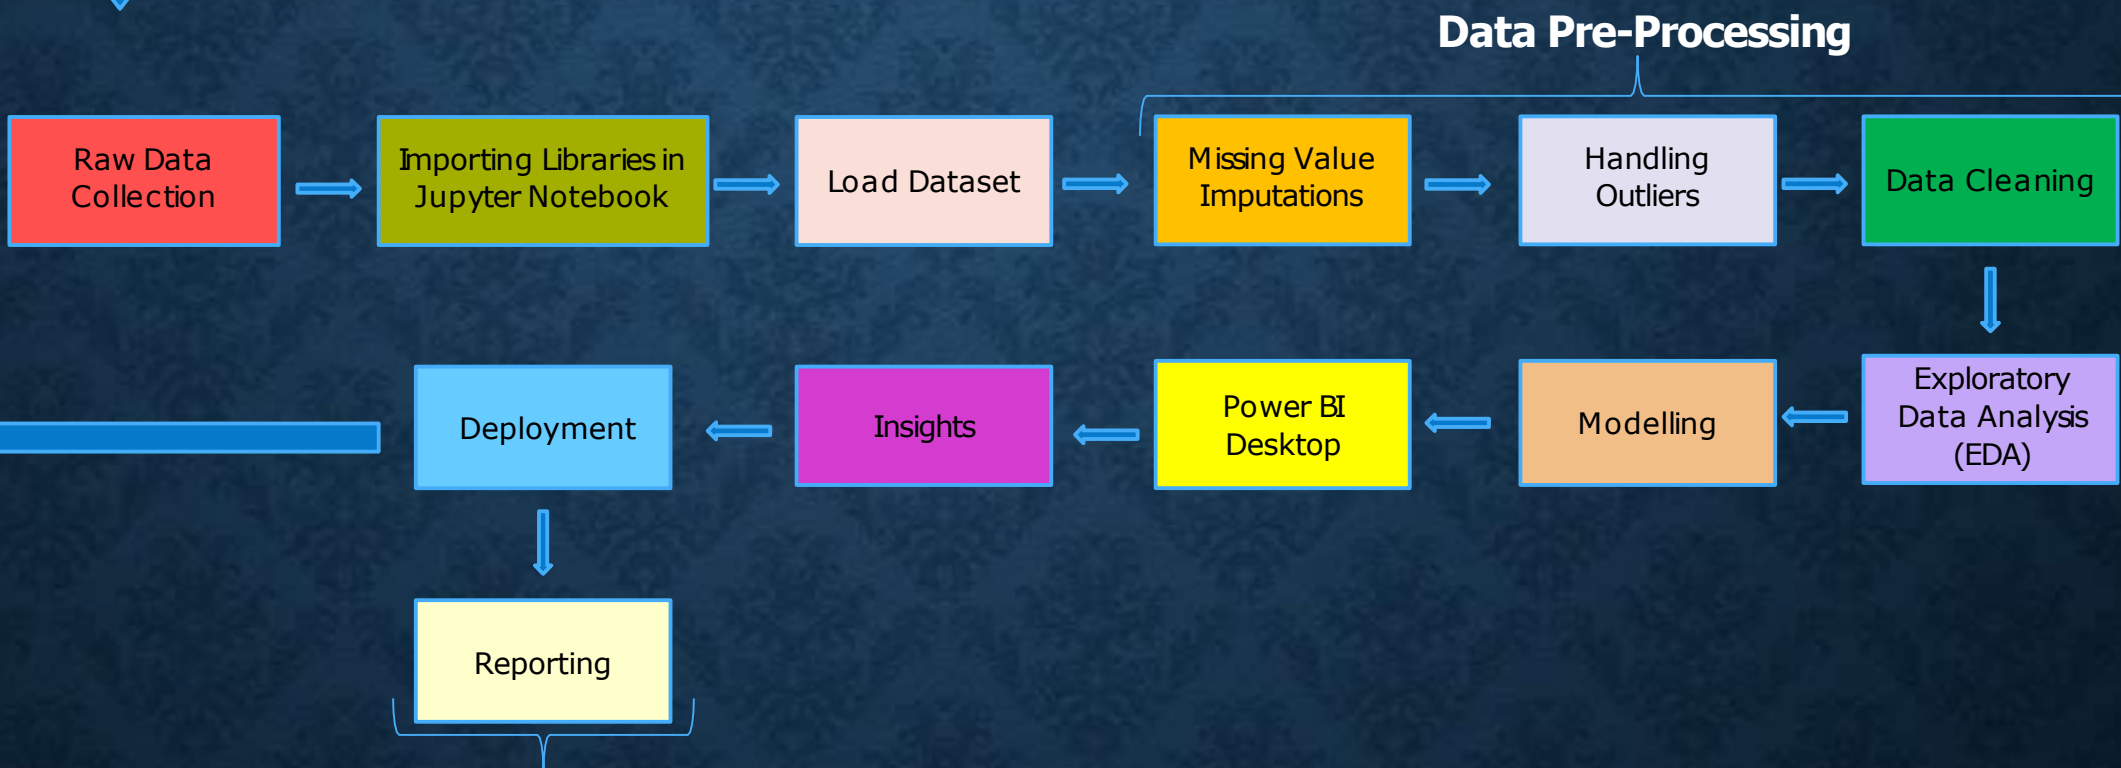 Data Pre-Processing
Raw Data
Collection
Importing Libraries in
Jupyter Notebook
Load Dataset
Missing Value
Imputations
Handling
Outliers
Data Cleaning
Exploratory
Data Analysis
(EDA)
Modelling
Power BI
Desktop
Insights
Deployment
Reporting